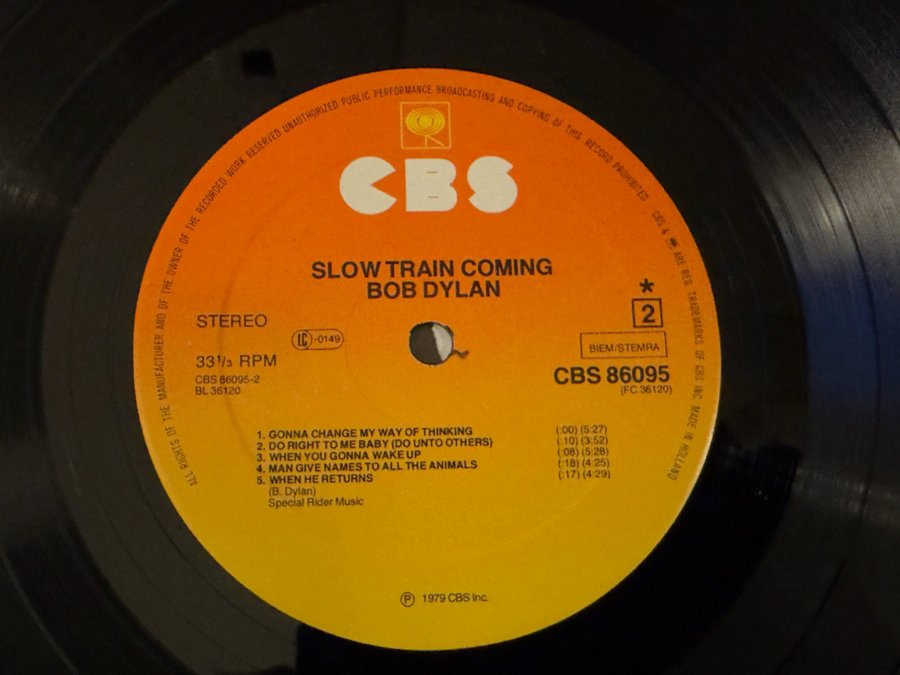 ALL RIGHTS OF THE MANUFACTURER AND OF THE OWNER OF THE RECORDED WORK RESERVED UNAUTHORIZED PUBLIC PERFORMANCE BROADCASTING AND COPYING OF THIS RECORD PROHIBITED CBS & ARE REG. TRADEMARKS OF CBS INC MADE IN HOLLAND
CBS
SLOW TRAIN COMING
BOB DYLAN
STEREO
LC-0149
33 1/3 RPM
CBS 86095-2
BL 36120
*
2
BIEM/STEMRA
CBS 86095
(FC 36120)
1. GONNA CHANGE MY WAY OF THINKING (:00) (5:27)
2. DO RIGHT TO ME BABY (DO UNTO OTHERS) (:10) (3:52)
3. WHEN YOU GONNA WAKE UP (:08) (5:28)
4. MAN GIVE NAMES TO ALL THE ANIMALS (:18) (4:25)
5. WHEN HE RETURNS (:17) (4:29)
(B. Dylan)
Special Rider Music
℗ 1979 CBS Inc.